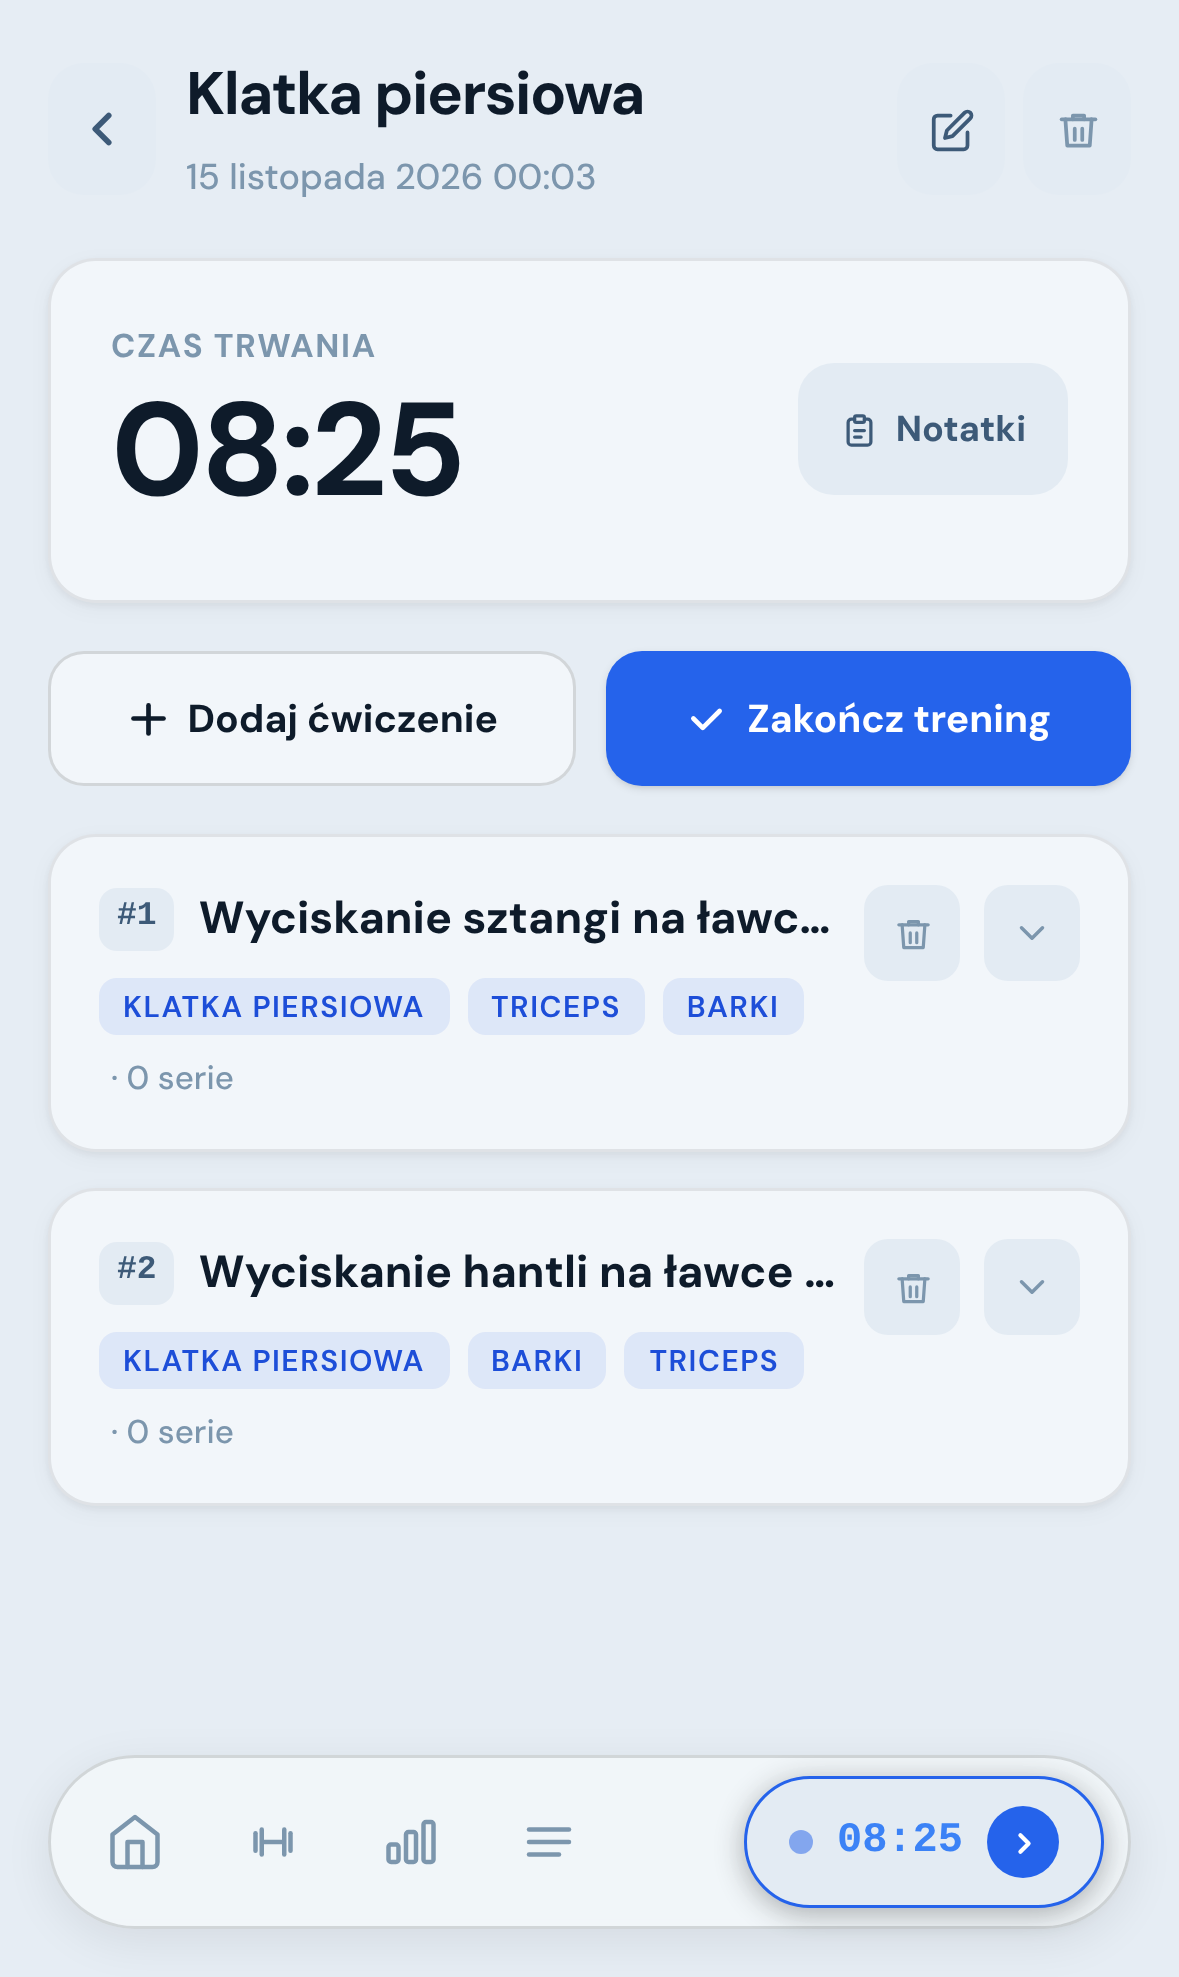 Klatka piersiowa
15 listopada 2026 00:03
CZAS TRWANIA
08:25
Notatki
Dodaj ćwiczenie
Zakończ trening
#1 Wyciskanie sztangi na ławc...
KLATKA PIERSIOWA TRICEPS BARKI
· 0 serie
#2 Wyciskanie hantli na ławce ...
KLATKA PIERSIOWA BARKI TRICEPS
· 0 serie
08:25